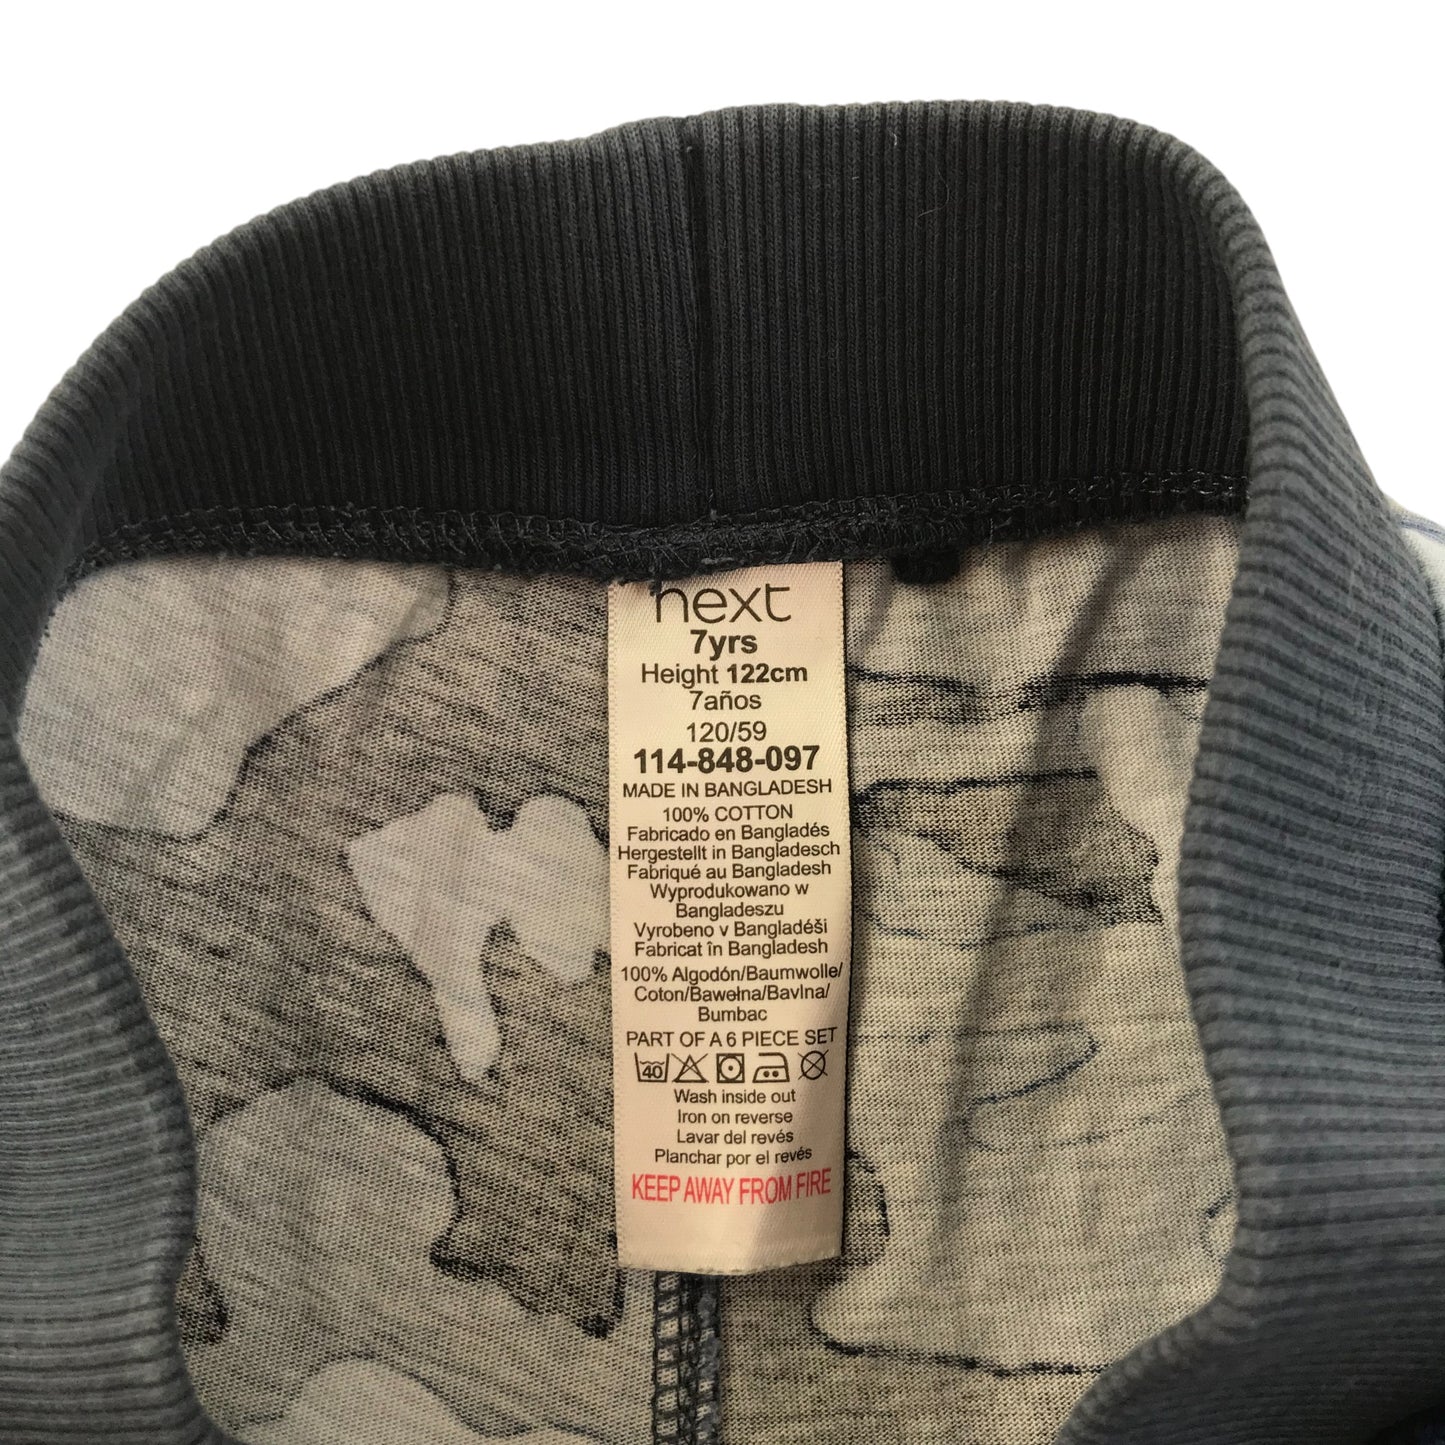 next
7yrs
Height 122cm
7años
120/59
114-848-097
MADE IN BANGLADESH
100% COTTON
Fabricado en Bangladés
Hergestellt in Bangladesch
Fabriqué au Bangladesh
Wyprodukowano w
Bangladeszu
Vyrobeno v Bangladéši
Fabricat în Bangladesh
100% Algodón/Baumwolle/
Coton/Bawełna/Bavlna/
Bumbac
PART OF A 6 PIECE SET
40
Wash inside out
Iron on reverse
Lavar del revés
Planchar por el revés
KEEP AWAY FROM FIRE